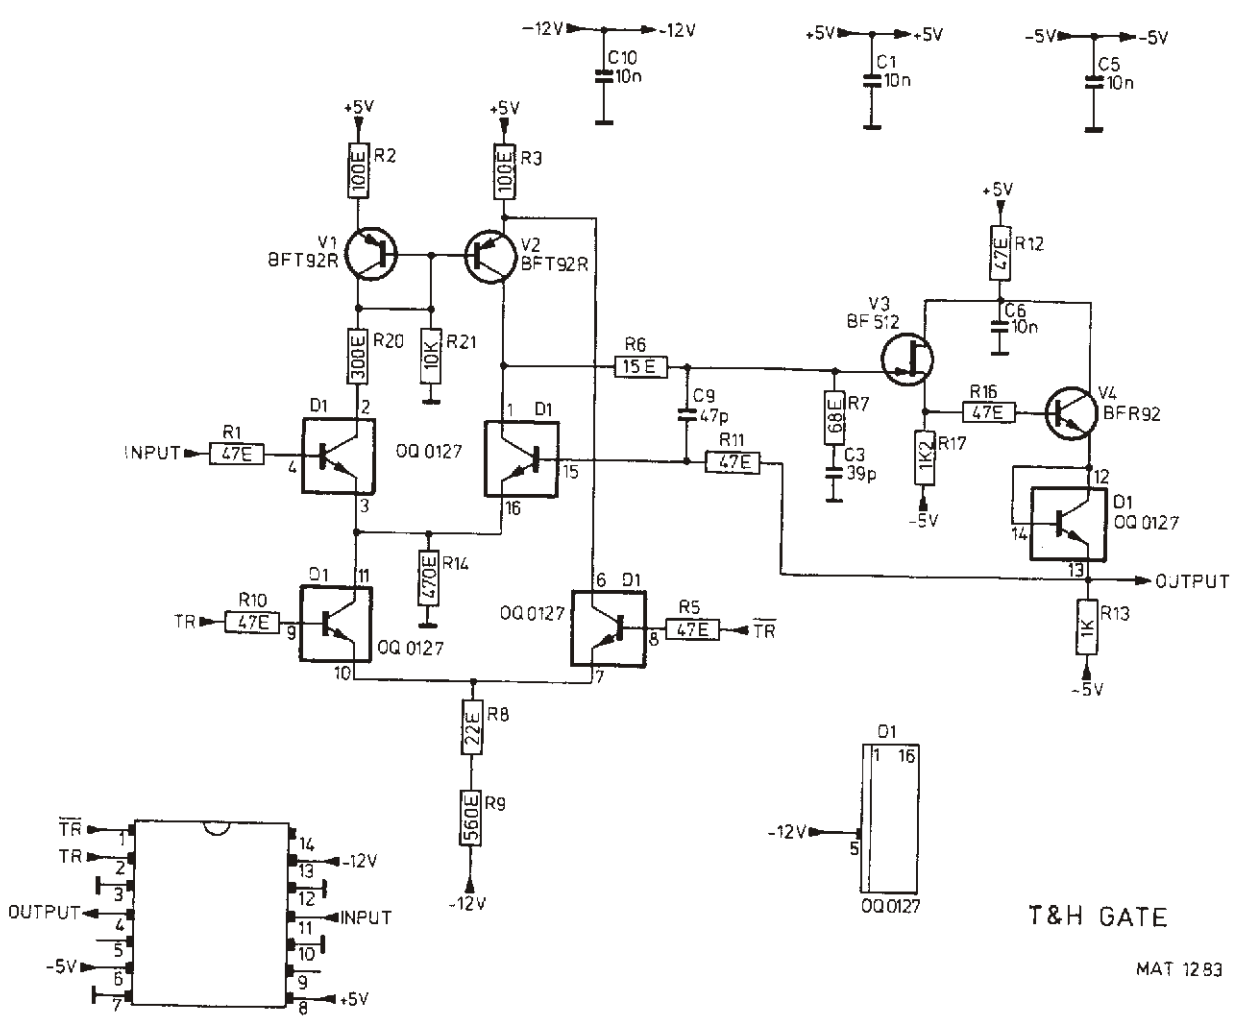 -12V -12V
C10
10n
+5V +5V
C1
10n
-5V -5V
C5
10n
+5V
R2
100E
+5V
R3
100E
V1
BFT92R
V2
BFT92R
+5V
R12
47E
C6
10n
V3
BF512
R20
300E
R21
10K
R6
15E
C9
47p
R7
68E
C3
39p
R16
47E
V4
BFR92
R17
1K2
-5V
INPUT
R1
47E
D1
2
4
3
OQ0127
1
D1
15
16
R11
47E
12
D1
OQ0127
14
13
OUTPUT
R13
1K
-5V
R14
470E
D1
11
TR
R10
47E
9
10
OQ0127
6
D1
OQ0127
8
7
R5
47E
TR
R8
22E
R9
560E
-12V
D1
1 16
-12V
5
OQ0127
TR
1
TR
2
3
OUTPUT
4
5
-5V
6
7
14
-12V
13
12
INPUT
11
10
9
+5V
8
T&H GATE
MAT 1283